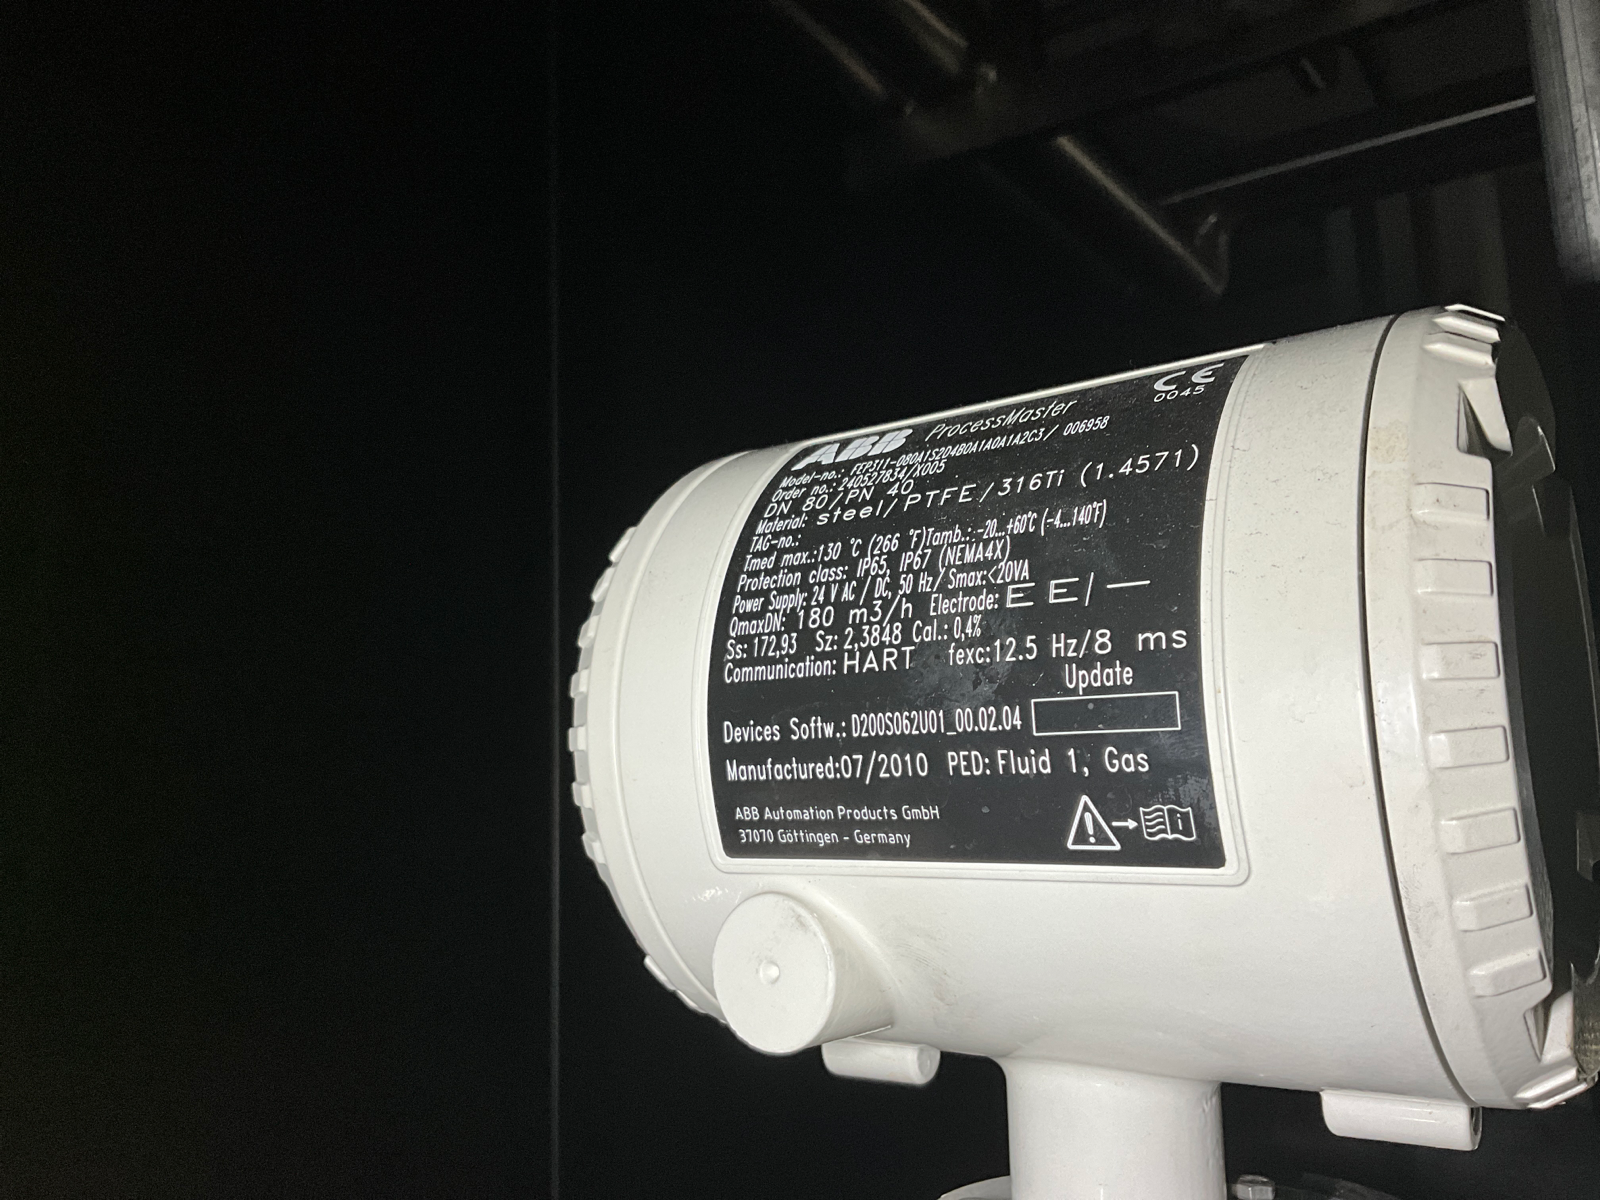 ABB ProcessMaster
CE
0045
Model-no.: FEP311-080A1S2D4B0A1A0A1A2C3/ 006958
Order no.: 240527834/X005
DN 80/PN 40
Material: steel/PTFE/316Ti (1.4571)
TAG-no.:
Tmed max.:130 °C (266 °F)Tamb.:-20...+60°C (-4...140°F)
Protection class: IP65, IP67 (NEMA4X)
Power Supply: 24 V AC / DC, 50 Hz/ Smax:<20VA
QmaxDN: 180 m3/h Electrode: E E/ —
Ss: 172,93 Sz: 2,3848 Cal.: 0,4%
Communication: HART fexc:12.5 Hz/8 ms
Update
Devices Softw.: D200S062U01_00.02.04
Manufactured:07/2010 PED: Fluid 1, Gas
ABB Automation Products GmbH
37070 Göttingen - Germany